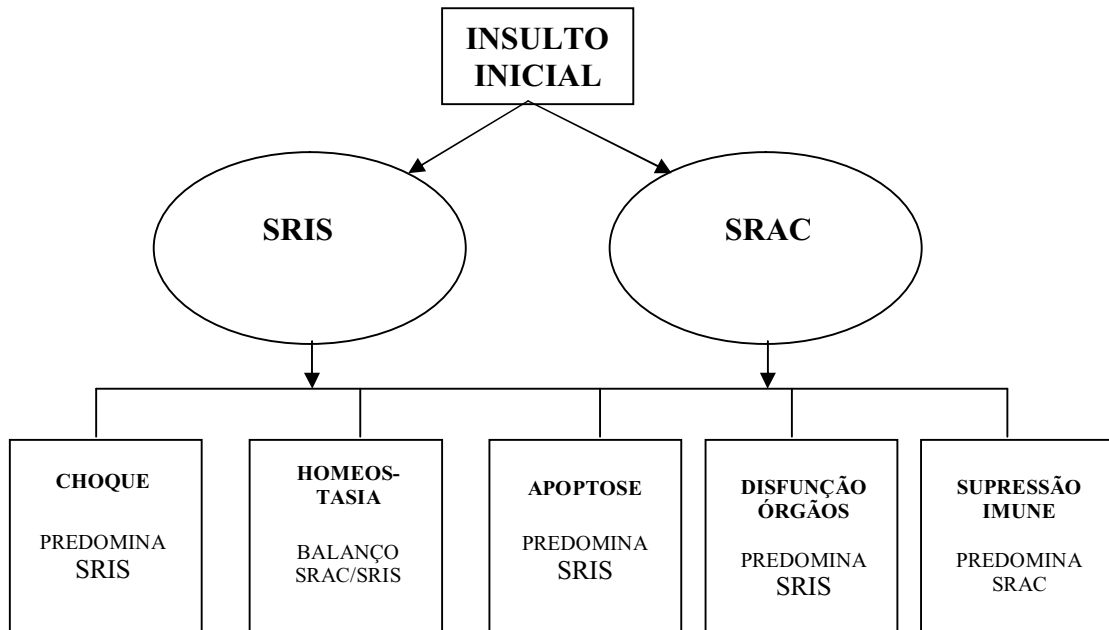 INSULTO
INICIAL
SRIS
SRAC
CHOQUE
PREDOMINA
SRIS
HOMEOS-
TASIA
BALANÇO
SRAC/SRIS
APOPTOSE
PREDOMINA
SRIS
DISFUNÇÃO
ÓRGÃOS
PREDOMINA
SRIS
SUPRESSÃO
IMUNE
PREDOMINA
SRAC